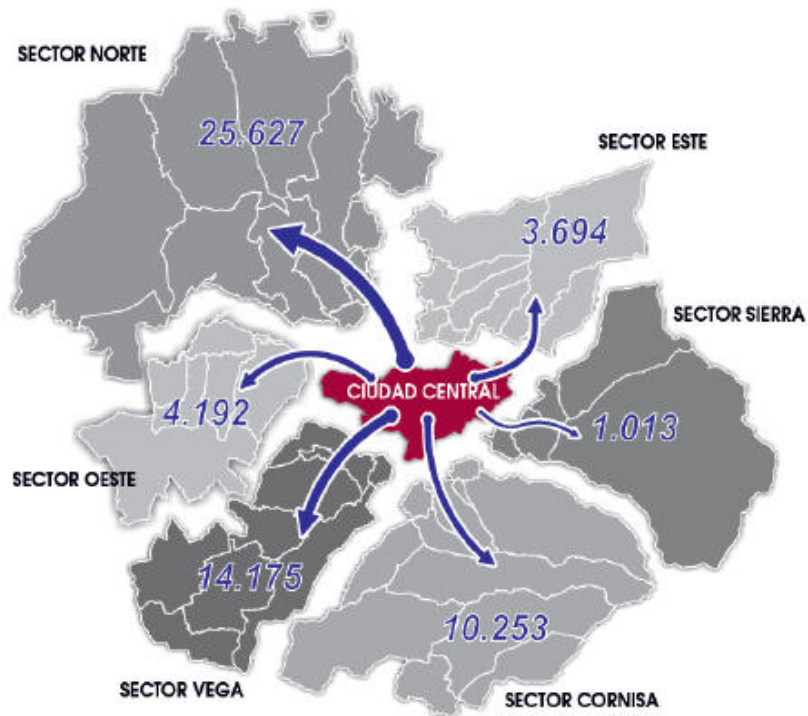 SECTOR NORTE
25.627
SECTOR ESTE
3.694
SECTOR SIERRA
CIUDAD CENTRAL
4.192
1.013
SECTOR OESTE
14.175
10.253
SECTOR VEGA
SECTOR CORNISA